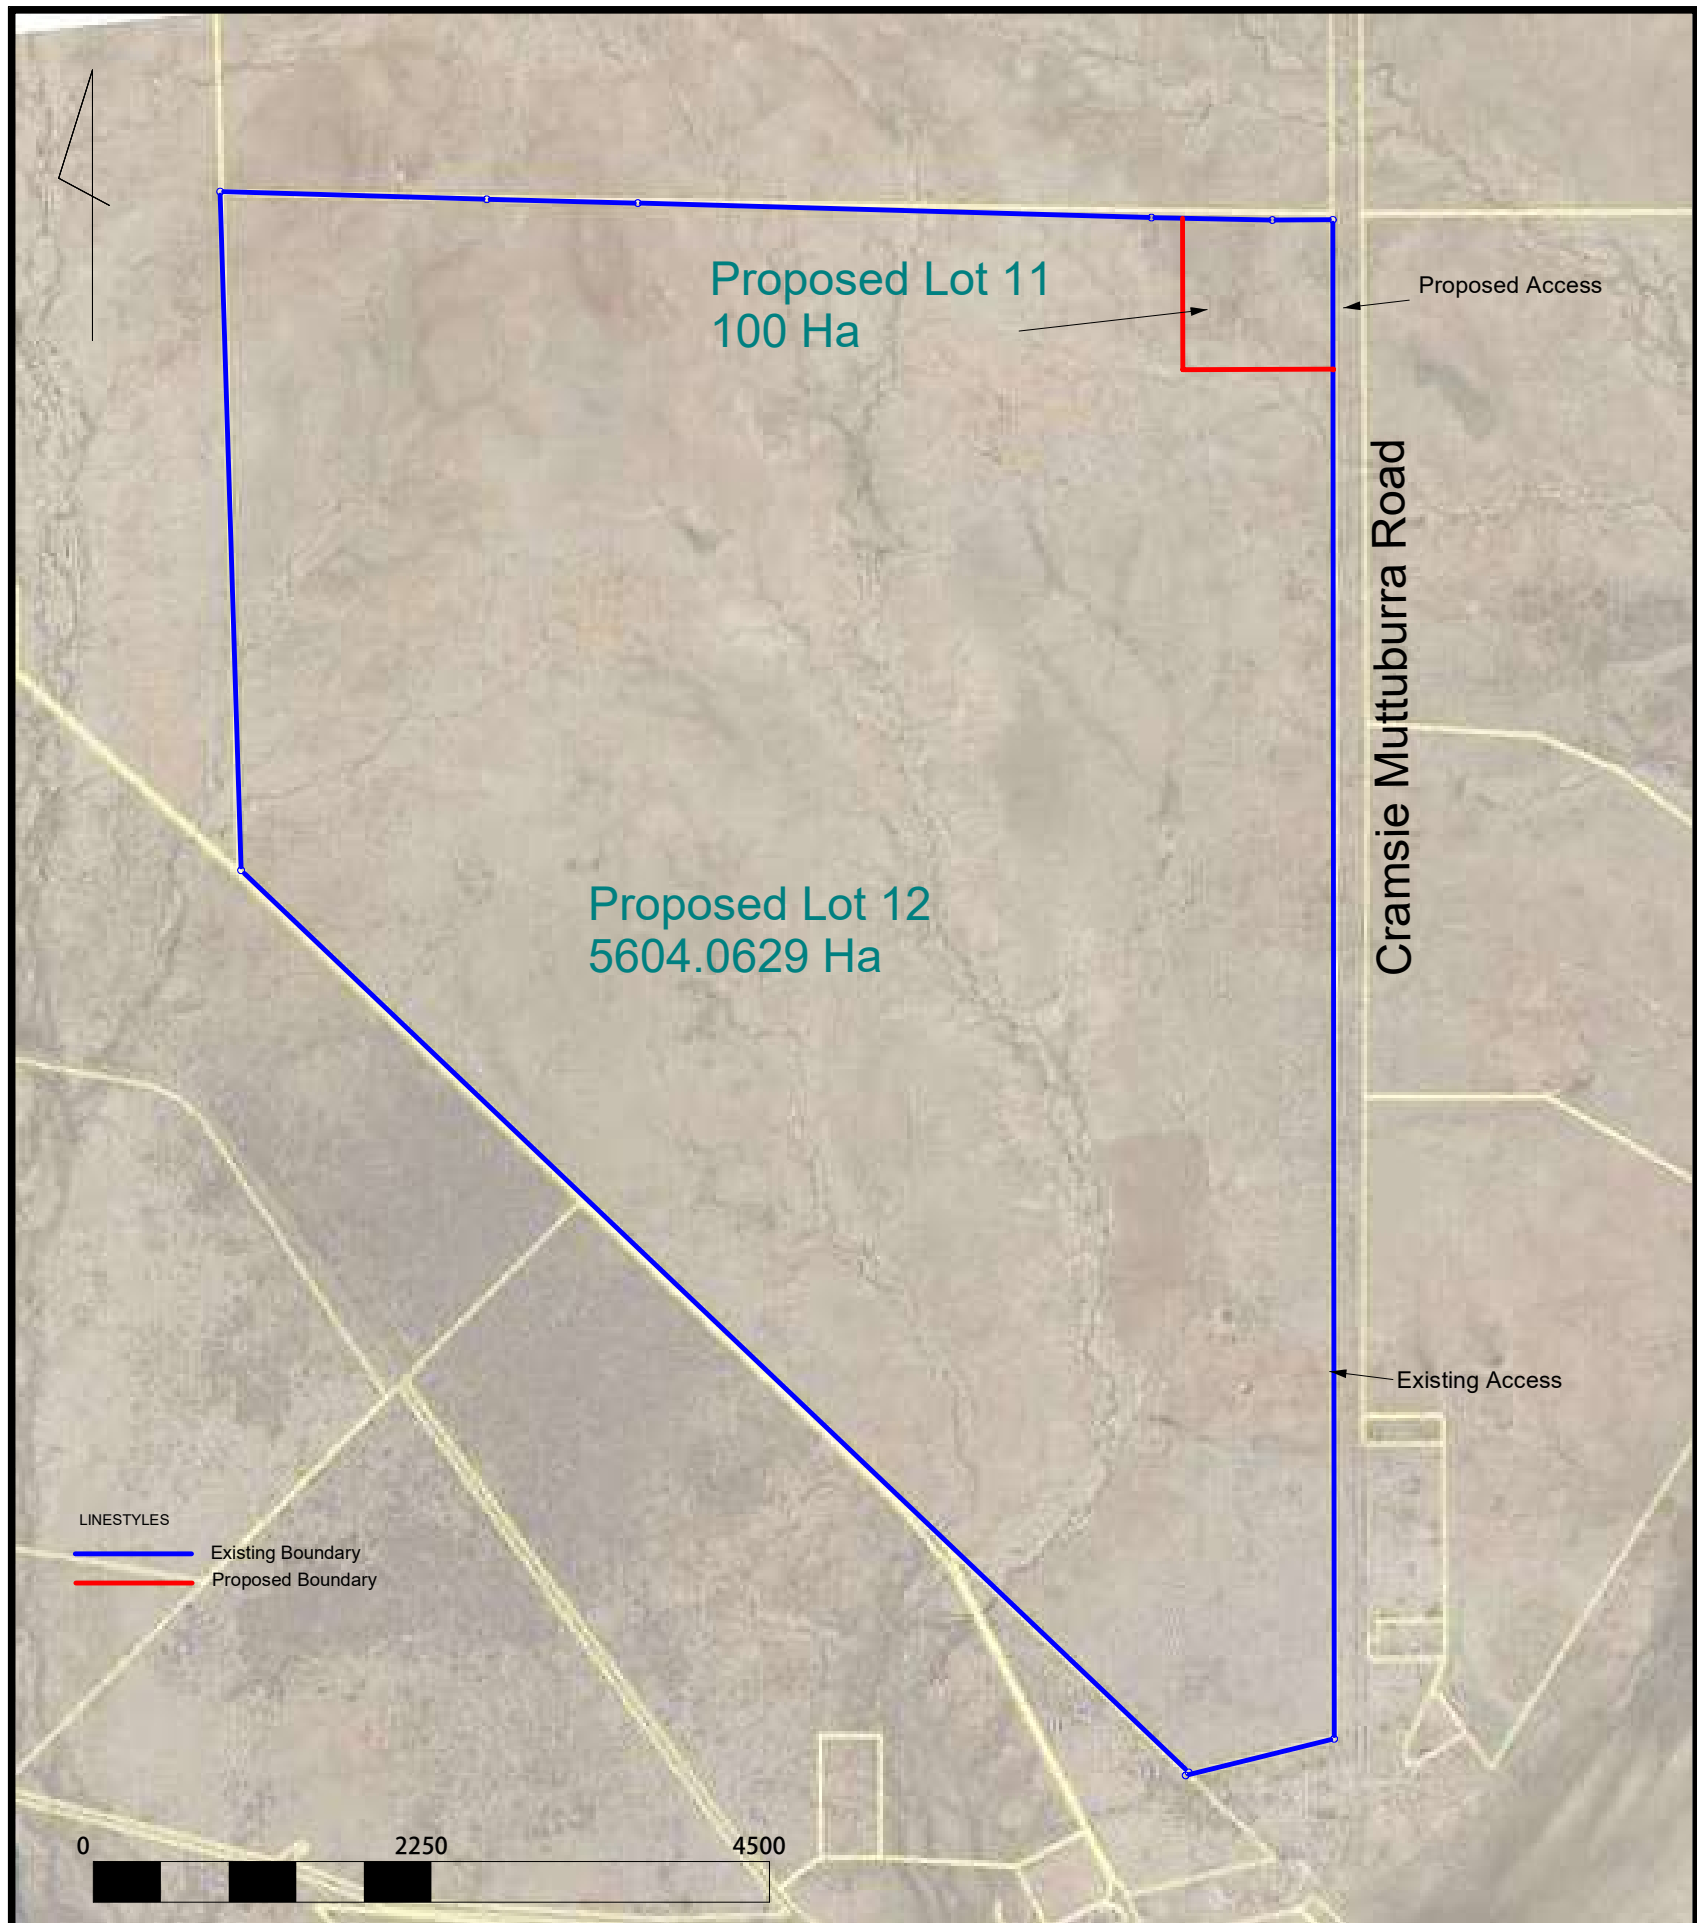 Proposed Lot 11
100 Ha
Proposed Access
Cramsie Muttuburra Road
Proposed Lot 12
5604.0629 Ha
Existing Access
LINESTYLES
Existing Boundary
Proposed Boundary
0 2250 4500